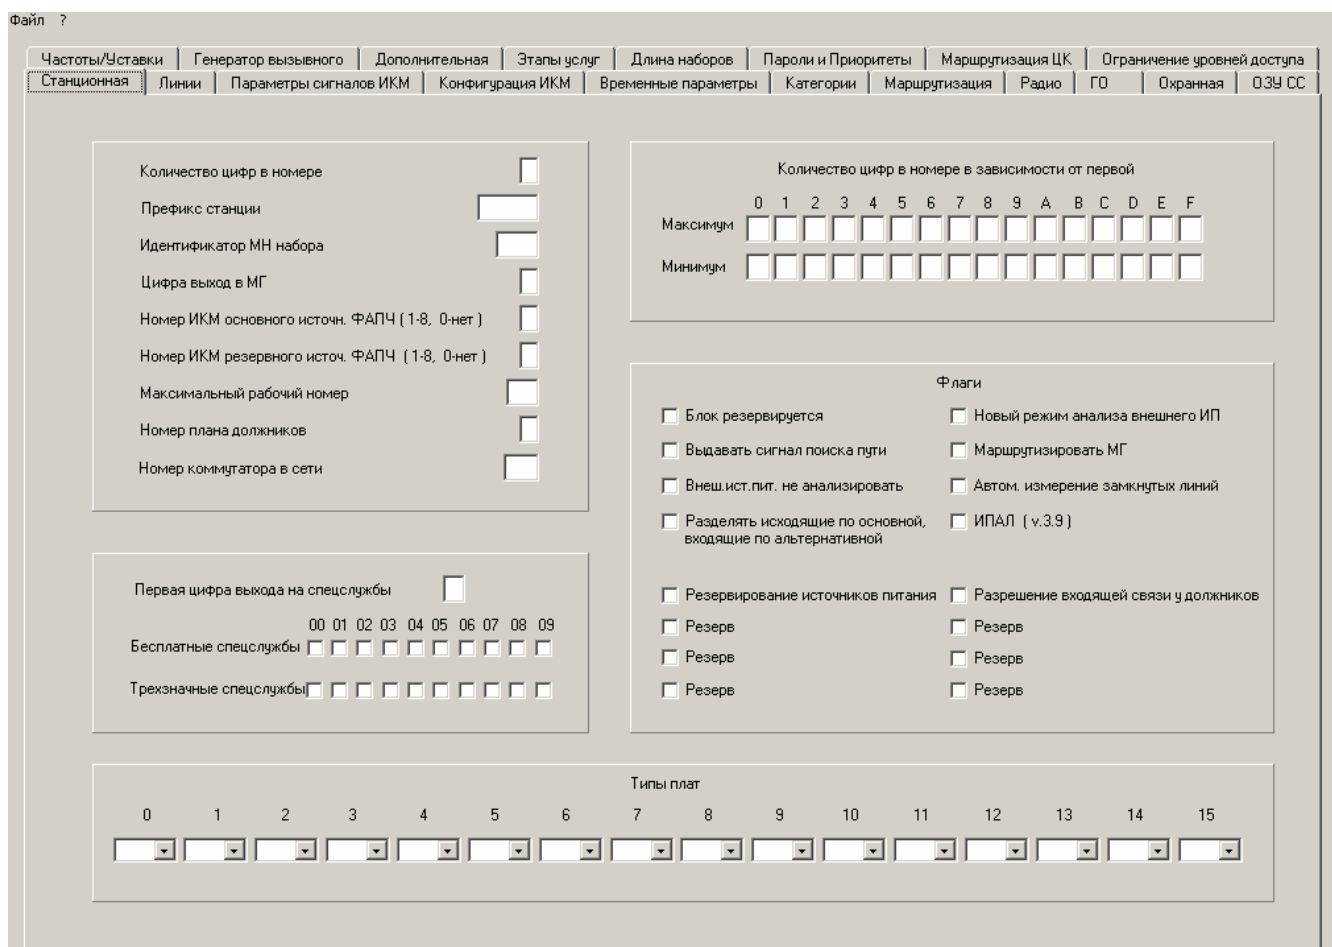 Файл ?
Частоты/Уставки Генератор вызывного Дополнительная Этапы услуг Длина наборов Пароли и Приоритеты Маршрутизация ЦК Ограничение уровней доступа
Станционная Линии Параметры сигналов ИКМ Конфигурация ИКМ Временные параметры Категории Маршрутизация Радио ГО Охранная ОЗУ СС
Количество цифр в номере
Префикс станции
Идентификатор МН набора
Цифра выход в МГ
Номер ИКМ основного источн. ФАПЧ ( 1-8, 0-нет )
Номер ИКМ резервного источ. ФАПЧ ( 1-8, 0-нет )
Максимальный рабочий номер
Номер плана должников
Номер коммутатора в сети
Количество цифр в номере в зависимости от первой
0 1 2 3 4 5 6 7 8 9 A B C D E F
Максимум
Минимум
Флаги
Блок резервируется Новый режим анализа внешнего ИП
Выдавать сигнал поиска пути Маршрутизировать МГ
Внеш.ист.пит. не анализировать Автом. измерение замкнутых линий
Разделять исходящие по основной, ИПАЛ ( v.3.9 )
входящие по альтернативной
Резервирование источников питания Разрешение входящей связи у должников
Резерв Резерв
Резерв Резерв
Резерв Резерв
Первая цифра выхода на спецслужбы
00 01 02 03 04 05 06 07 08 09
Бесплатные спецслужбы
Трехзначные спецслужбы
Типы плат
0 1 2 3 4 5 6 7 8 9 10 11 12 13 14 15